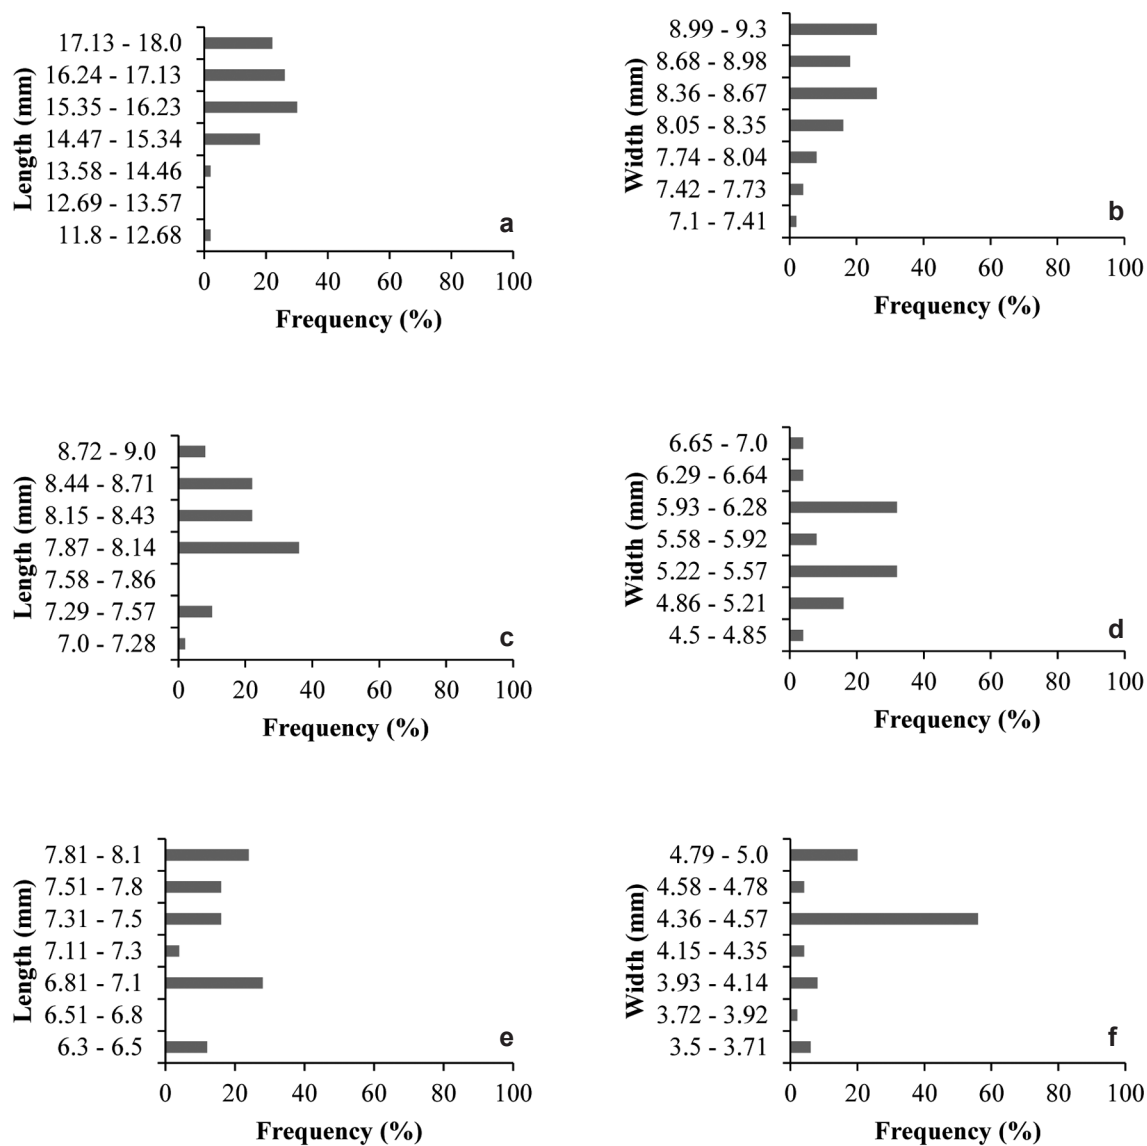 Length (mm)
17.13 - 18.0
16.24 - 17.13
15.35 - 16.23
14.47 - 15.34
13.58 - 14.46
12.69 - 13.57
11.8 - 12.68
a
0 20 40 60 80 100
Frequency (%)
Width (mm)
8.99 - 9.3
8.68 - 8.98
8.36 - 8.67
8.05 - 8.35
7.74 - 8.04
7.42 - 7.73
7.1 - 7.41
b
0 20 40 60 80 100
Frequency (%)
Length (mm)
8.72 - 9.0
8.44 - 8.71
8.15 - 8.43
7.87 - 8.14
7.58 - 7.86
7.29 - 7.57
7.0 - 7.28
c
0 20 40 60 80 100
Frequency (%)
Width (mm)
6.65 - 7.0
6.29 - 6.64
5.93 - 6.28
5.58 - 5.92
5.22 - 5.57
4.86 - 5.21
4.5 - 4.85
d
0 20 40 60 80 100
Frequency (%)
Length (mm)
7.81 - 8.1
7.51 - 7.8
7.31 - 7.5
7.11 - 7.3
6.81 - 7.1
6.51 - 6.8
6.3 - 6.5
e
0 20 40 60 80 100
Frequency (%)
Width (mm)
4.79 - 5.0
4.58 - 4.78
4.36 - 4.57
4.15 - 4.35
3.93 - 4.14
3.72 - 3.92
3.5 - 3.71
f
0 20 40 60 80 100
Frequency (%)